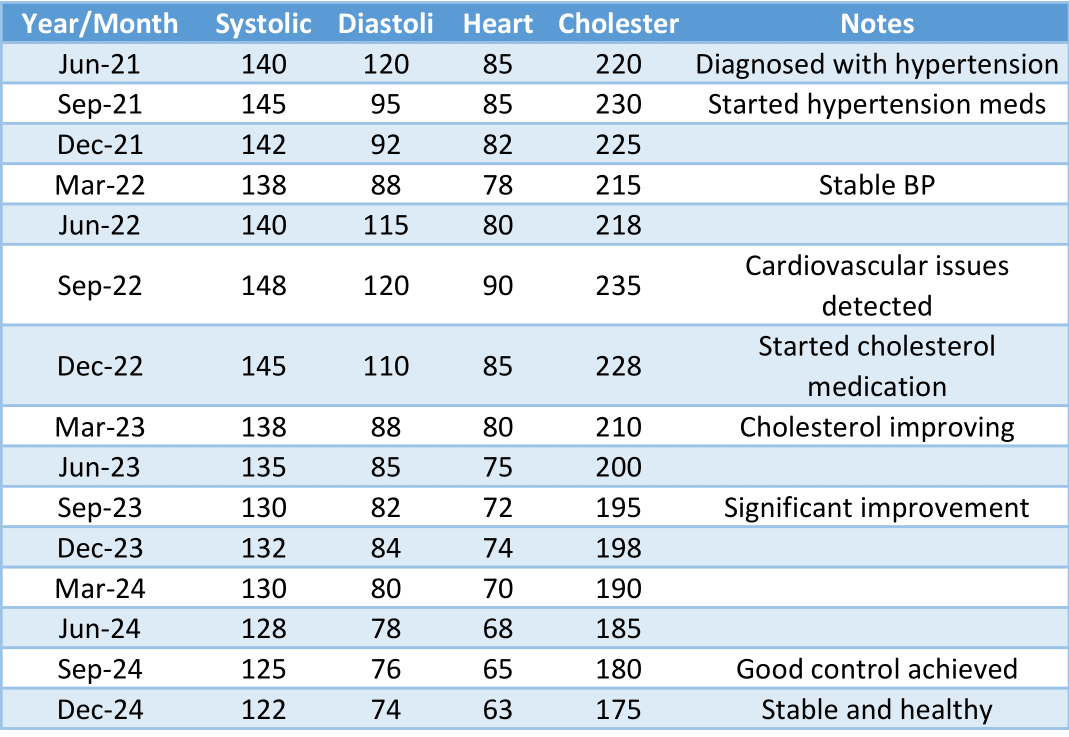 Year/Month Systolic Diastoli Heart Cholester Notes
Jun-21 140 120 85 220 Diagnosed with hypertension
Sep-21 145 95 85 230 Started hypertension meds
Dec-21 142 92 82 225
Mar-22 138 88 78 215 Stable BP
Jun-22 140 115 80 218
Sep-22 148 120 90 235 Cardiovascular issues
detected
Dec-22 145 110 85 228 Started cholesterol
medication
Mar-23 138 88 80 210 Cholesterol improving
Jun-23 135 85 75 200
Sep-23 130 82 72 195 Significant improvement
Dec-23 132 84 74 198
Mar-24 130 80 70 190
Jun-24 128 78 68 185
Sep-24 125 76 65 180 Good control achieved
Dec-24 122 74 63 175 Stable and healthy